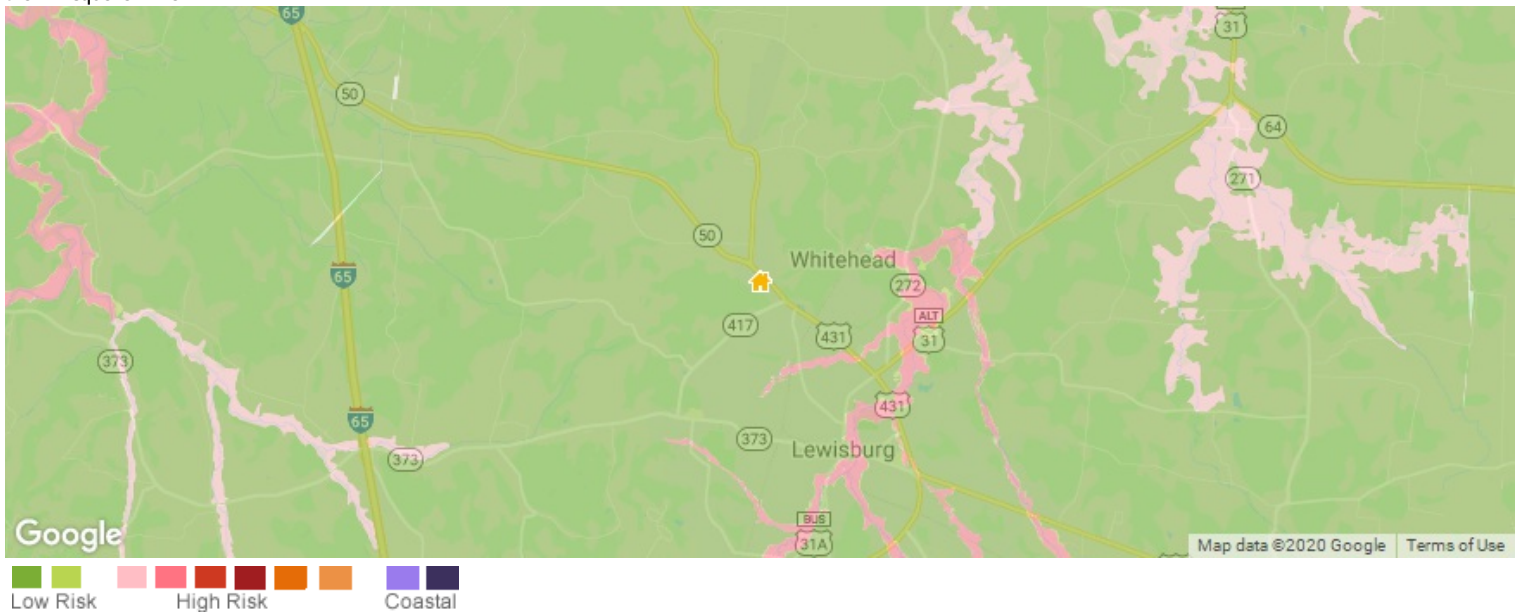 65
31
50
64
271
50
Whitehead
65
272
417
ALT
431
31
373
431
65
373
Lewisburg
373
BUS
31A
Google
Map data ©2020 Google
Terms of Use
Low Risk
High Risk
Coastal